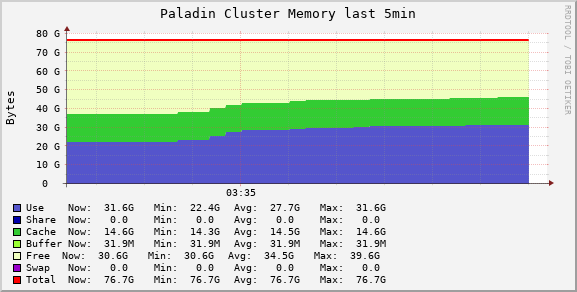 Paladin Cluster Memory last 5min
RRDTOOL / TOBI OETIKER
Bytes
80 G
70 G
60 G
50 G
40 G
30 G
20 G
10 G
0
03:35
Use Now: 31.6G Min: 22.4G Avg: 27.7G Max: 31.6G
Share Now: 0.0 Min: 0.0 Avg: 0.0 Max: 0.0
Cache Now: 14.6G Min: 14.3G Avg: 14.5G Max: 14.6G
Buffer Now: 31.9M Min: 31.9M Avg: 31.9M Max: 31.9M
Free Now: 30.6G Min: 30.6G Avg: 34.5G Max: 39.6G
Swap Now: 0.0 Min: 0.0 Avg: 0.0 Max: 0.0
Total Now: 76.7G Min: 76.7G Avg: 76.7G Max: 76.7G